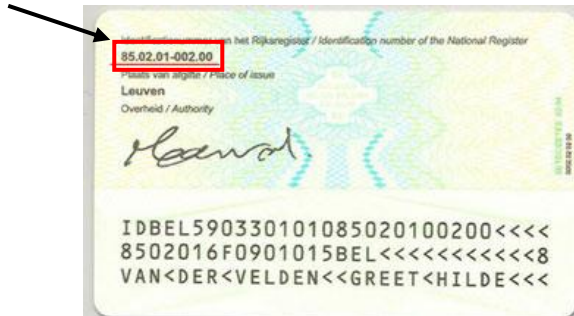 Identificatienummer van het Rijksregister / Identification number of the National Register
85.02.01-002.00
Plaats van afgifte / Place of issue
Leuven
Overheid / Authority
IDBEL590330101085020100200<<<<
8502016F0901015BEL<<<<<<<<<<<8
VAN<DER<VELDEN<<GREET<HILDE<<<